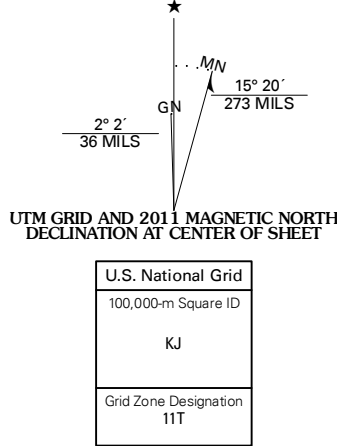 ★
MN
GN
15° 20´
273 MILS
2° 2´
36 MILS
UTM GRID AND 2011 MAGNETIC NORTH
DECLINATION AT CENTER OF SHEET
U.S. National Grid
100,000-m Square ID
KJ
Grid Zone Designation
11T